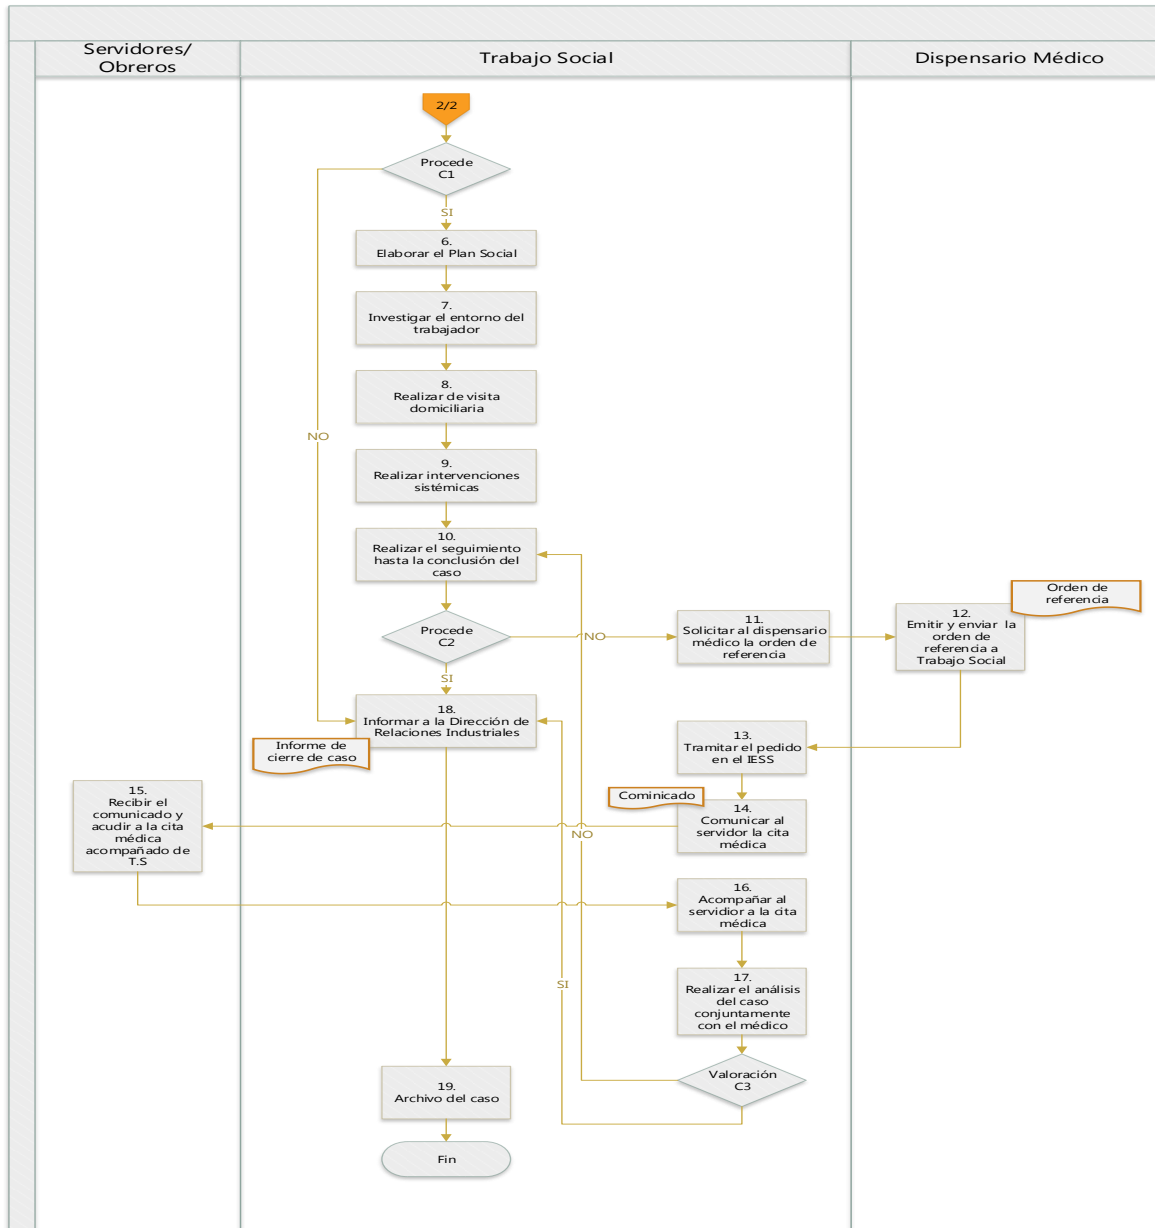 Servidores/
Obreros
Trabajo Social
Dispensario Médico
2/2
Procede
C1
SI
NO
6.
Elaborar el Plan Social
7.
Investigar el entorno del
trabajador
8.
Realizar de visita
domiciliaria
9.
Realizar intervenciones
sistémicas
10.
Realizar el seguimiento
hasta la conclusión del
caso
Procede
C2
NO
SI
11.
Solicitar al dispensario
médico la orden de
referencia
12.
Emitir y enviar la
orden de
referencia a
Trabajo Social
Orden de
referencia
18.
Informar a la Dirección de
Relaciones Industriales
Informe de
cierre de caso
13.
Tramitar el pedido
en el IESS
Cominicado
14.
Comunicar al
servidor la cita
médica
NO
15.
Recibir el
comunicado y
acudir a la cita
médica
acompañado de
T.S
16.
Acompañar al
servidior a la cita
médica
17.
Realizar el análisis
del caso
conjuntamente
con el médico
SI
Valoración
C3
19.
Archivo del caso
Fin